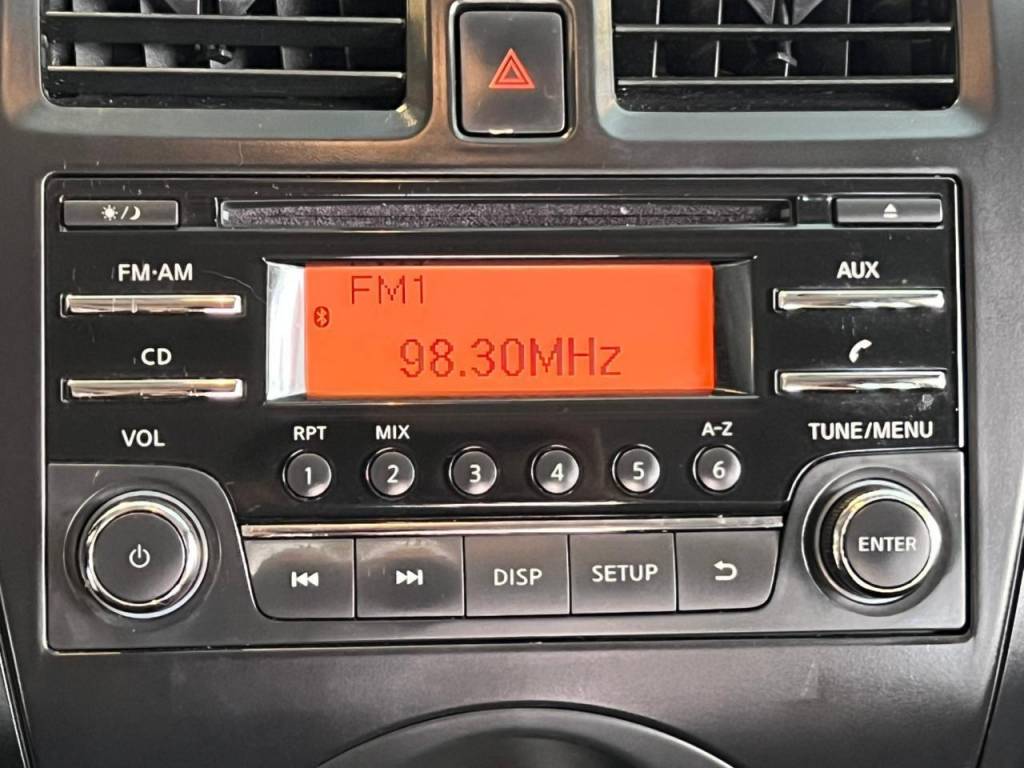 FM·AM
AUX
FM1
98.30MHz
CD
VOL
RPT
MIX
A-Z
TUNE/MENU
1
2
3
4
5
6
DISP
SETUP
ENTER